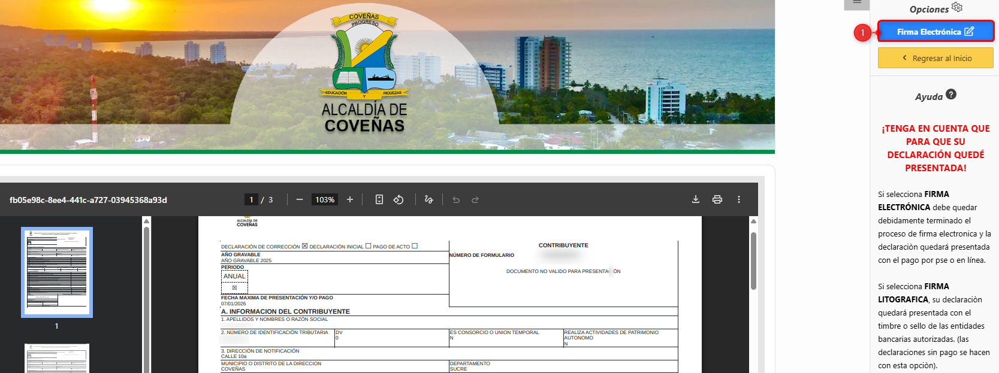 COVEÑAS
PROGRESO
EDUCACIÓN Y RIQUEZAS
ALCALDÍA DE
COVEÑAS
Opciones
1
Firma Electrónica
Regresar al Inicio
Ayuda
¡TENGA EN CUENTA QUE
PARA QUE SU
DECLARACIÓN QUEDÉ
PRESENTADA!
Si selecciona FIRMA
ELECTRÓNICA debe quedar
debidamente terminado el
proceso de firma electronica y la
declaraciòn quedará presentada
con el pago por pse o en línea.
Si selecciona FIRMA
LITOGRAFICA, su declaraciòn
quedará presentada con el
timbre o sello de las entidades
bancarias autorizadas. (las
declaraciones sin pago se hacen
con esta opciòn).
fb05e98c-8ee4-441c-a727-03945368a93d
1 / 3
103%
1
ALCALDÍA DE
COVEÑAS
DECLARACIÓN DE CORRECCIÓN ☒ DECLARACIÓN INICIAL ☐ PAGO DE ACTO ☐
AÑO GRAVABLE
AÑO GRAVABLE 2025
PERIODO
ANUAL
☒
FECHA MAXIMA DE PRESENTACIÓN Y/O PAGO
07/01/2026
CONTRIBUYENTE
NÚMERO DE FORMULARIO
DOCUMENTO NO VALIDO PARA PRESENTACIÓN
A. INFORMACION DEL CONTRIBUYENTE
1. APELLIDOS Y NOMBRES O RAZÓN SOCIAL
2. NÚMERO DE IDENTIFICACIÓN TRIBUTARIA
DV
0
ES CONSORCIO O UNION TEMPORAL
N
REALIZA ACTIVIDADES DE PATRIMONIO
AUTONOMO
N
3. DIRECCIÓN DE NOTIFICACIÓN
CALLE 10a
MUNICIPIO O DISTRITO DE LA DIRECCION
COVEÑAS
DEPARTAMENTO
SUCRE